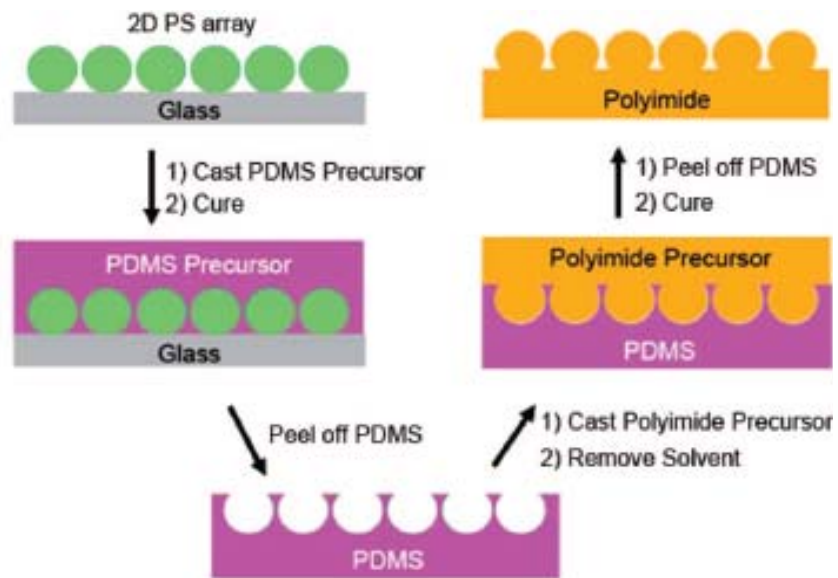 2D PS array
Glass
1) Cast PDMS Precursor
2) Cure
PDMS Precursor
Glass
Peel off PDMS
PDMS
1) Cast Polyimide Precursor
2) Remove Solvent
Polyimide Precursor
PDMS
1) Peel off PDMS
2) Cure
Polyimide